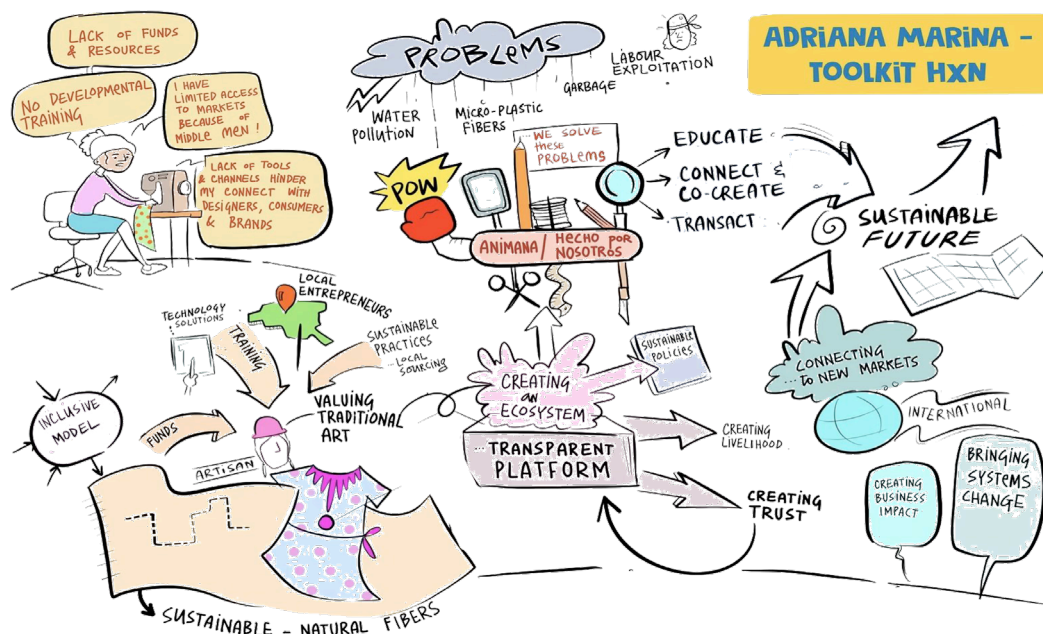 LACK OF FUNDS
& RESOURCES
NO DEVELOPMENTAL
TRAINING
I HAVE
LIMITED ACCESS
TO MARKETS
BECAUSE OF
MIDDLE MEN !
LACK OF TOOLS
& CHANNELS HINDER
MY CONNECT WITH
DESIGNERS, CONSUMERS
& BRANDS
PROBLEMS
WATER
POLLUTION
MICRO-PLASTIC
FIBERS
GARBAGE
LABOUR
EXPLOITATION
ADRIANA MARINA -
TOOLKIT HXN
... WE SOLVE
these
PROBLEMS
POW
ANIMANA/ HECHO POR
NOSOTROS
EDUCATE
CONNECT &
CO-CREATE
TRANSACT
SUSTAINABLE
FUTURE
TECHNOLOGY
SOLUTIONS
LOCAL
ENTREPRENEURS
TRAINING
SUSTAINABLE
PRACTICES
... LOCAL
SOURCING
INCLUSIVE
MODEL
FUNDS
ARTISAN
VALUING
TRADITIONAL
ART
SUSTAINABLE - NATURAL FIBERS
CREATING
an
ECOSYSTEM
...TRANSPARENT
PLATFORM
SUSTAINABLE
POLICIES
CREATING
LIVELIHOOD
CREATING
TRUST
CONNECTING
...to NEW MARKETS
INTERNATIONAL
CREATING
BUSINESS
IMPACT
BRINGING
SYSTEMS
CHANGE